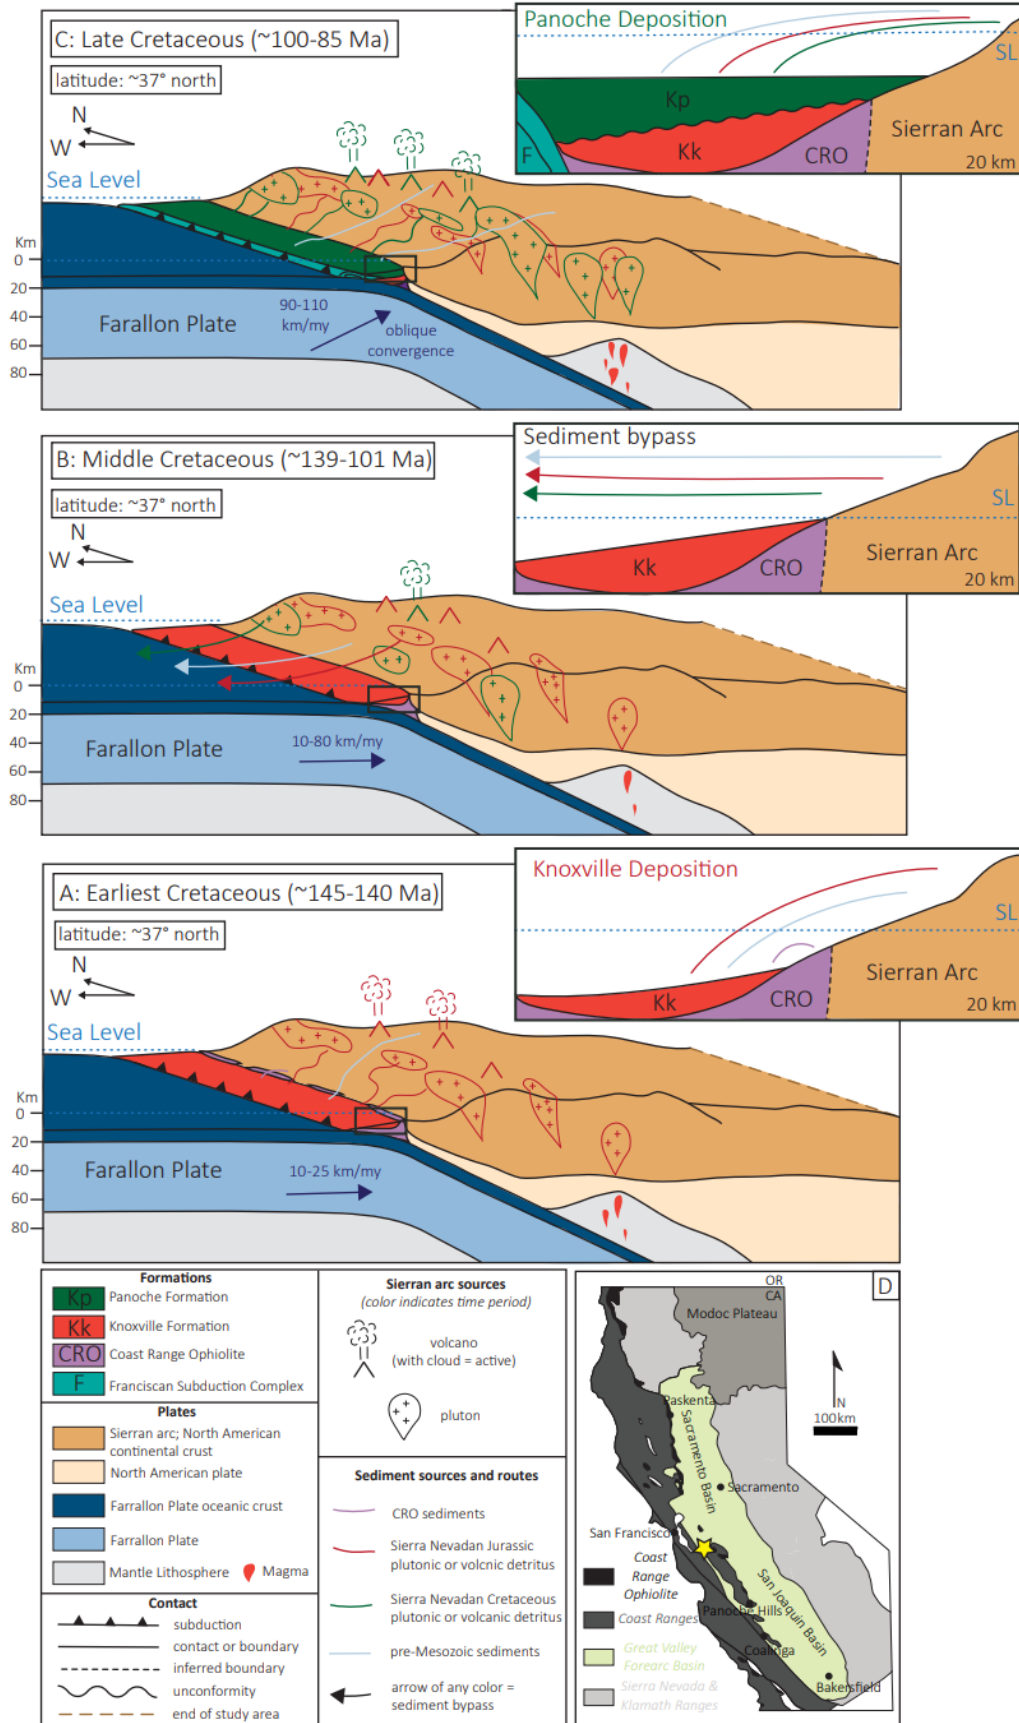 C: Late Cretaceous (~100-85 Ma)
latitude: ~37° north
N
W
Sea Level
Km
0
20
40
60
80
Farallon Plate
90-110
km/my
oblique
convergence
Panoche Deposition
SL
Kp
F
Kk
CRO
Sierran Arc
20 km
B: Middle Cretaceous (~139-101 Ma)
latitude: ~37° north
N
W
Sea Level
Km
0
20
40
60
80
Farallon Plate
10-80 km/my
Sediment bypass
SL
Kk
CRO
Sierran Arc
20 km
A: Earliest Cretaceous (~145-140 Ma)
latitude: ~37° north
N
W
Sea Level
Km
0
20
40
60
80
Farallon Plate
10-25 km/my
Knoxville Deposition
SL
Kk
CRO
Sierran Arc
20 km
Formations
Kp Panoche Formation
Kk Knoxville Formation
CRO Coast Range Ophiolite
F Franciscan Subduction Complex
Plates
Sierran arc; North American
continental crust
North American plate
Farrallon Plate oceanic crust
Farrallon Plate
Mantle Lithosphere
Magma
Contact
subduction
contact or boundary
inferred boundary
unconformity
end of study area
Sierran arc sources
(color indicates time period)
volcano
(with cloud = active)
pluton
Sediment sources and routes
CRO sediments
Sierra Nevadan Jurassic
plutonic or volcnic detritus
Sierra Nevadan Cretaceous
plutonic or volcanic detritus
pre-Mesozoic sediments
arrow of any color =
sediment bypass
D
OR
CA
Modoc Plateau
N
100km
Paskenta
Sacramento Basin
Sacramento
San Francisco
San Joaquin Basin
Panoche Hills
Coalinga
Bakersfield
Coast
Range
Ophiolite
Coast Ranges
Great Valley
Forearc Basin
Sierra Nevada &
Klamath Ranges